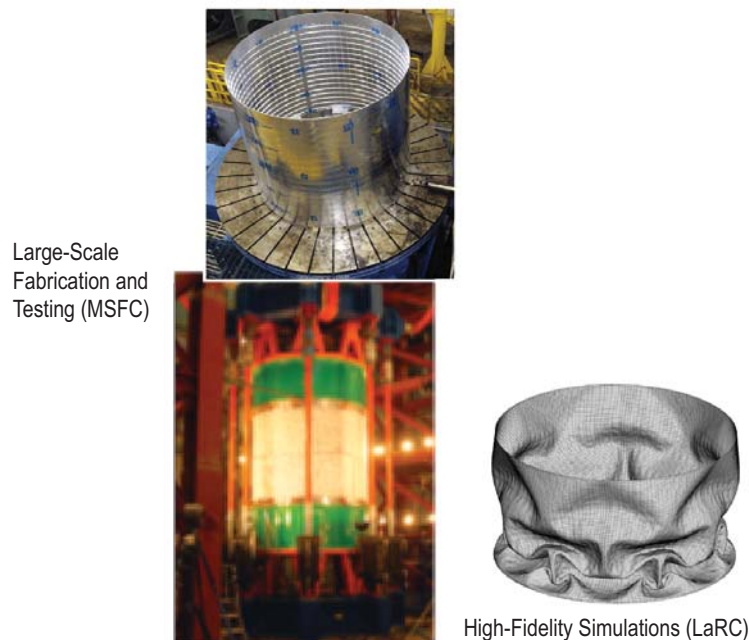 Large-Scale
Fabrication and
Testing (MSFC)
High-Fidelity Simulations (LaRC)